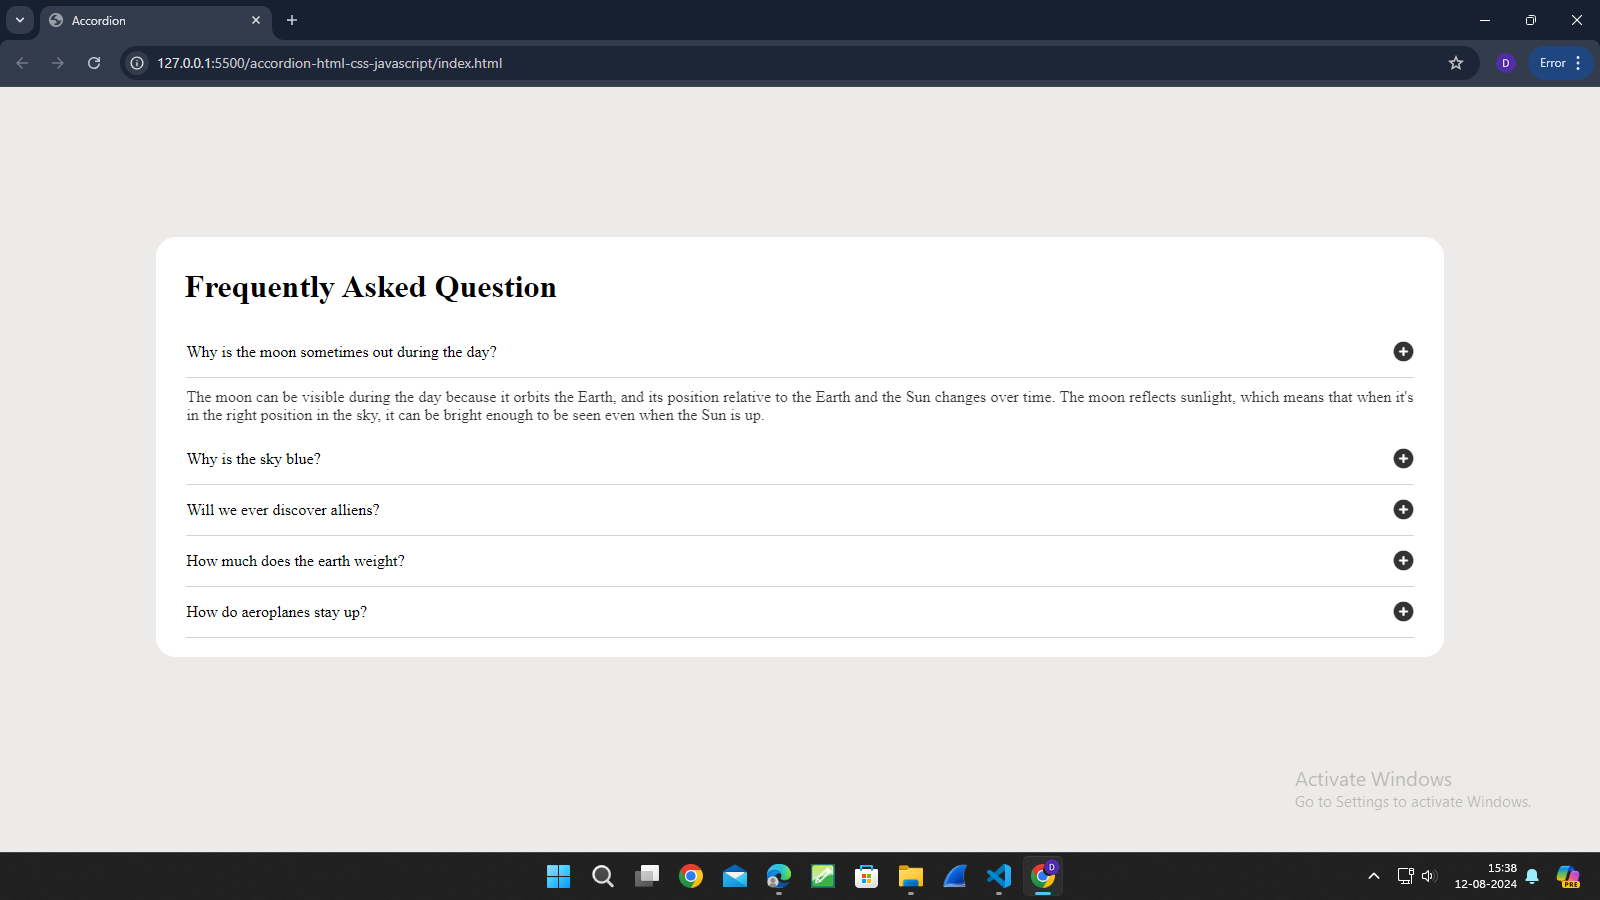 Accordion
127.0.0.1:5500/accordion-html-css-javascript/index.html
D
Error
Frequently Asked Question
Why is the moon sometimes out during the day?
The moon can be visible during the day because it orbits the Earth, and its position relative to the Earth and the Sun changes over time. The moon reflects sunlight, which means that when it's
in the right position in the sky, it can be bright enough to be seen even when the Sun is up.
Why is the sky blue?
Will we ever discover alliens?
How much does the earth weight?
How do aeroplanes stay up?
Activate Windows
Go to Settings to activate Windows.
D
15:38
12-08-2024
PRE